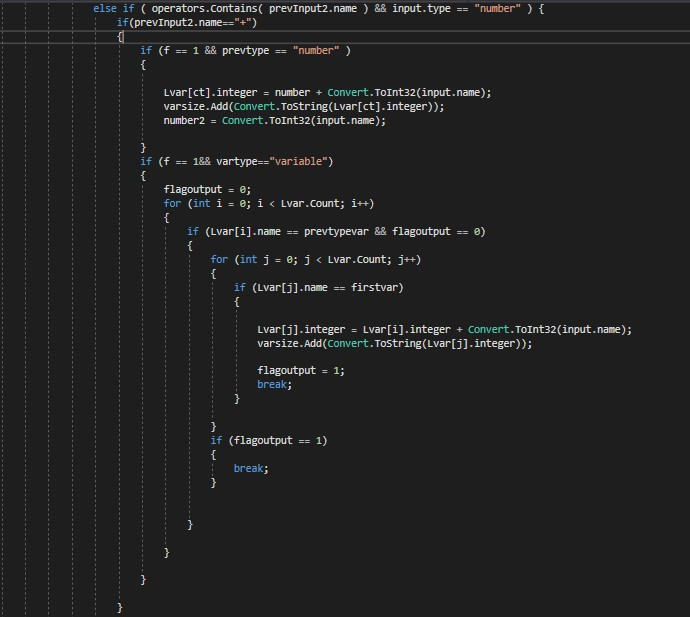 else if ( operators.Contains( prevInput2.name ) && input.type == "number" ) {
if(prevInput2.name=="+")
{
if (f == 1 && prevtype == "number" )
{
Lvar[ct].integer = number + Convert.ToInt32(input.name);
varsize.Add(Convert.ToString(Lvar[ct].integer));
number2 = Convert.ToInt32(input.name);
}
if (f == 1&& vartype=="variable")
{
flagoutput = 0;
for (int i = 0; i < Lvar.Count; i++)
{
if (Lvar[i].name == prevtypevar && flagoutput == 0)
{
for (int j = 0; j < Lvar.Count; j++)
{
if (Lvar[j].name == firstvar)
{
Lvar[j].integer = Lvar[i].integer + Convert.ToInt32(input.name);
varsize.Add(Convert.ToString(Lvar[j].integer));
flagoutput = 1;
break;
}
}
if (flagoutput == 1)
{
break;
}
}
}
}
}